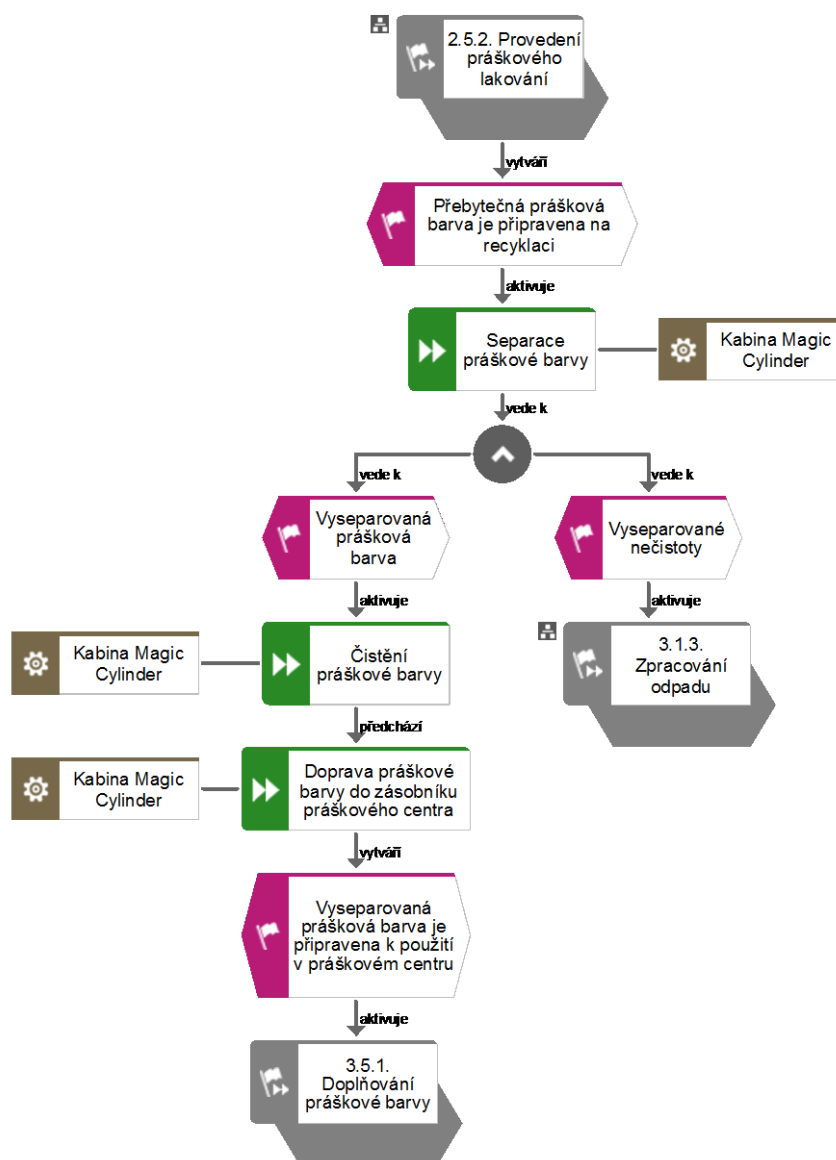 2.5.2. Provedení
práškového
lakování
vytváří
Přebytečná prášková
barva je připravena na
recyklaci
aktivuje
Separace
práškové barvy
Kabina Magic
Cylinder
vede k
vede k
vede k
Vyseparovaná
prášková
barva
Vyseparované
nečistoty
aktivuje
aktivuje
Kabina Magic
Cylinder
Čistění
práškové barvy
3.1.3.
Zpracování
odpadu
předchází
Kabina Magic
Cylinder
Doprava práškové
barvy do zásobníku
práškového centra
vytváří
Vyseparovaná
prášková barva je
připravena k použití
v práškovém centru
aktivuje
3.5.1.
Doplňování
práškové barvy